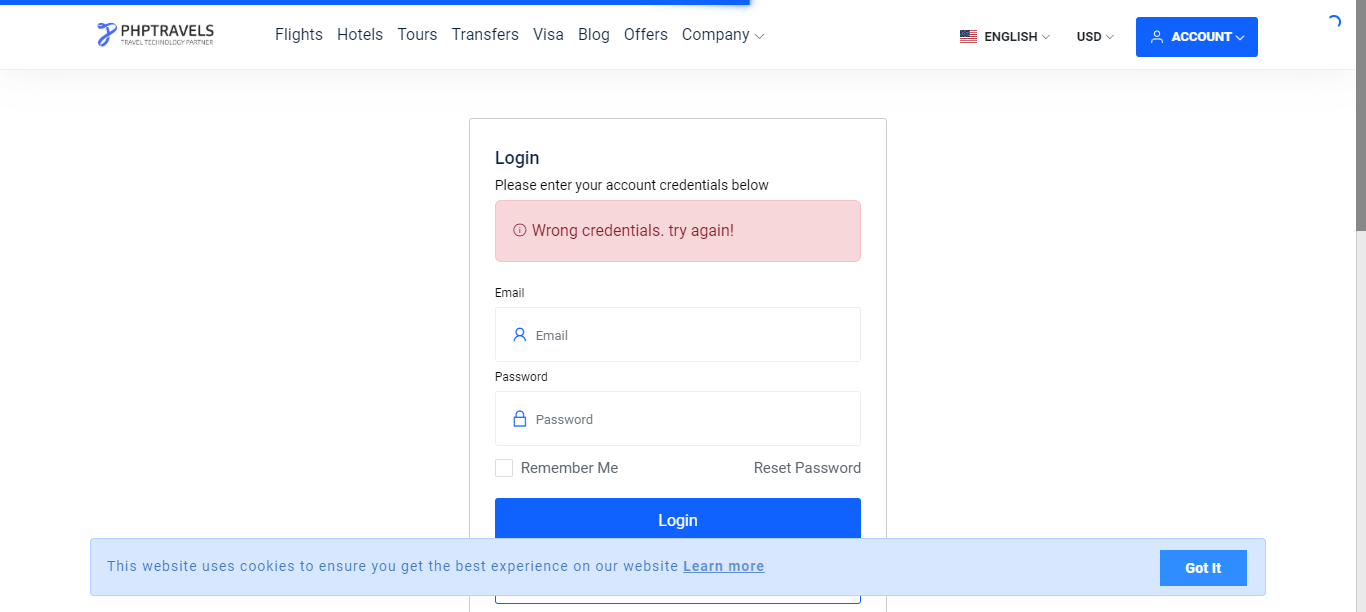 PHPTRAVELS
TRAVEL TECHNOLOGY PARTNER
Flights Hotels Tours Transfers Visa Blog Offers Company
ENGLISH USD ACCOUNT
Login
Please enter your account credentials below
Wrong credentials. try again!
Email
Email
Password
Password
Remember Me Reset Password
Login
This website uses cookies to ensure you get the best experience on our website Learn more
Got It